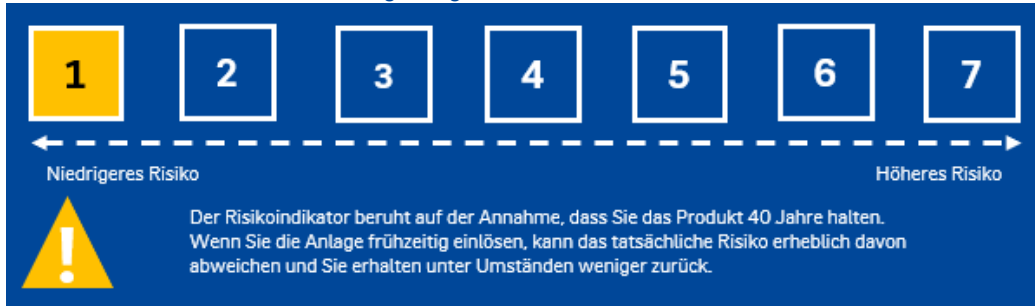 1 2 3 4 5 6 7
Niedrigeres Risiko Höheres Risiko
!
Der Risikoindikator beruht auf der Annahme, dass Sie das Produkt 40 Jahre halten.
Wenn Sie die Anlage frühzeitig einlösen, kann das tatsächliche Risiko erheblich davon
abweichen und Sie erhalten unter Umständen weniger zurück.